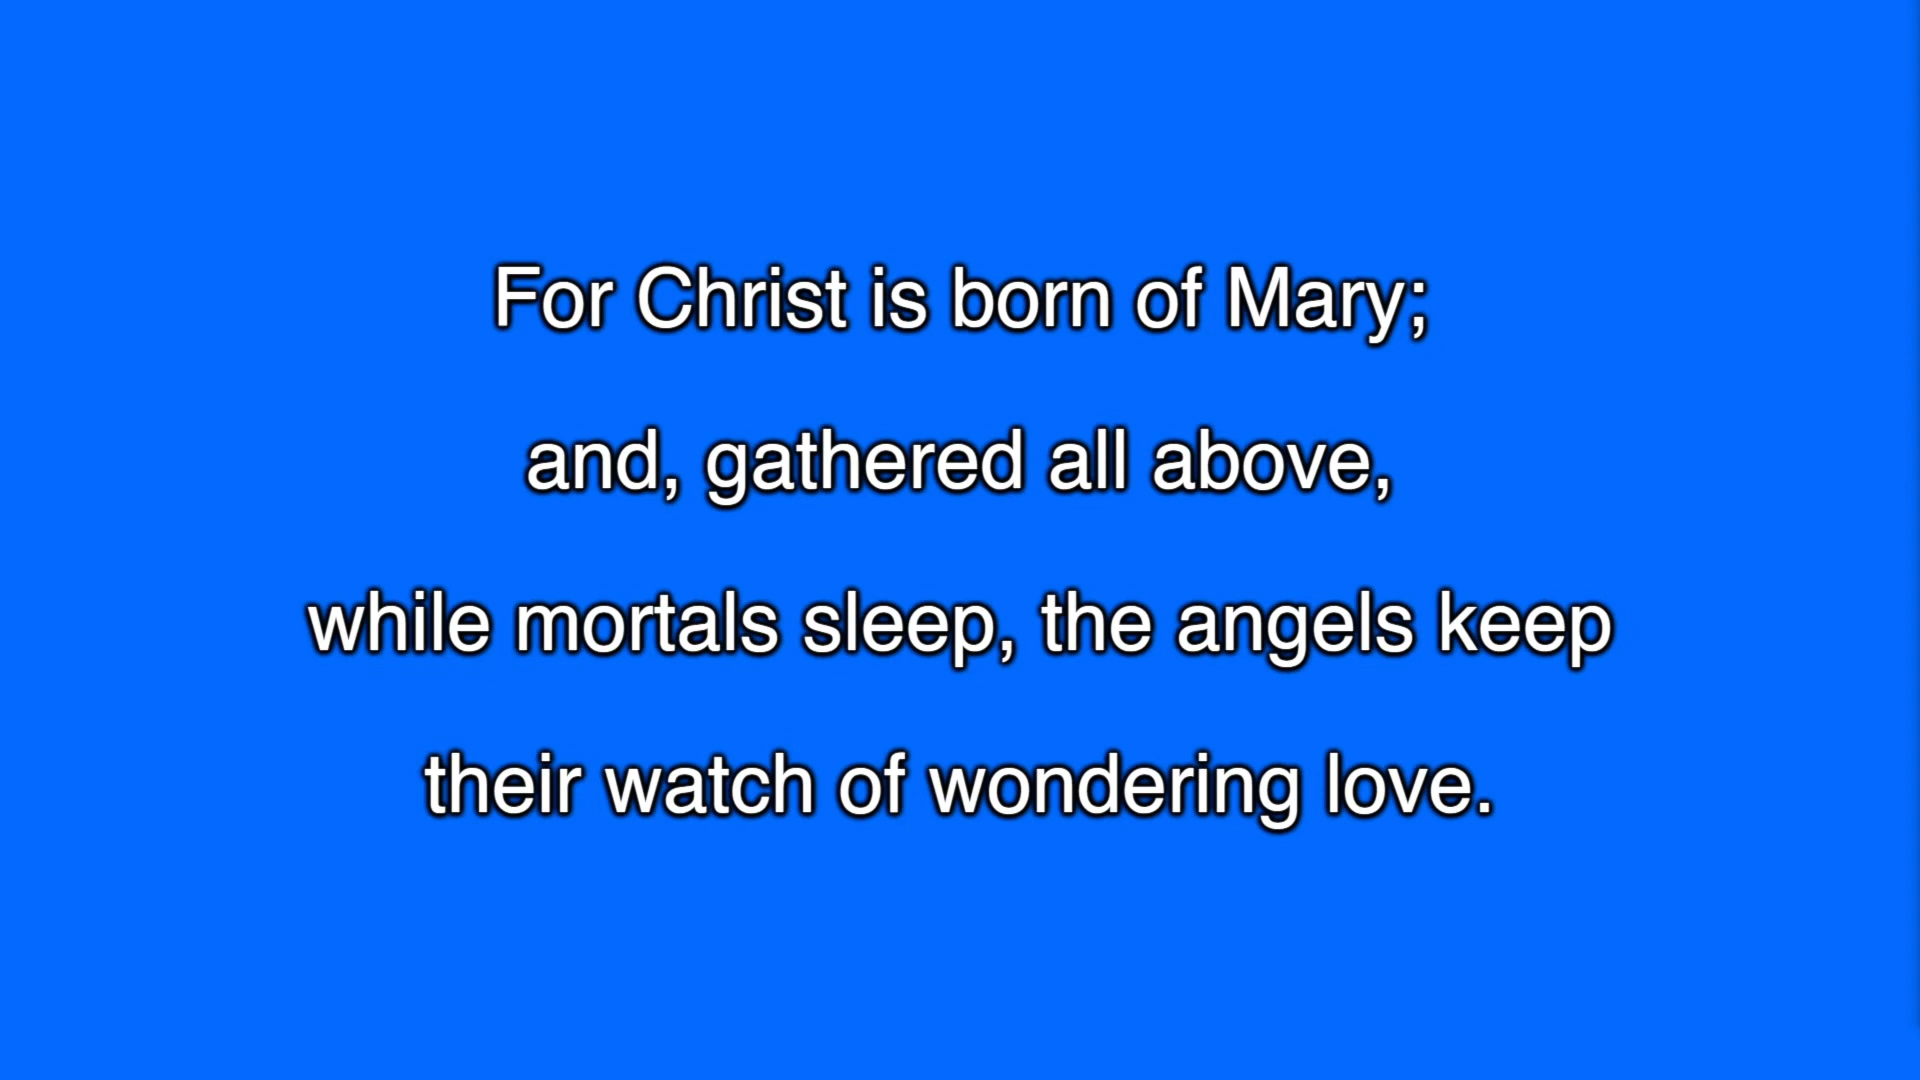 For Christ is born of Mary;
and, gathered all above,
while mortals sleep, the angels keep
their watch of wondering love.